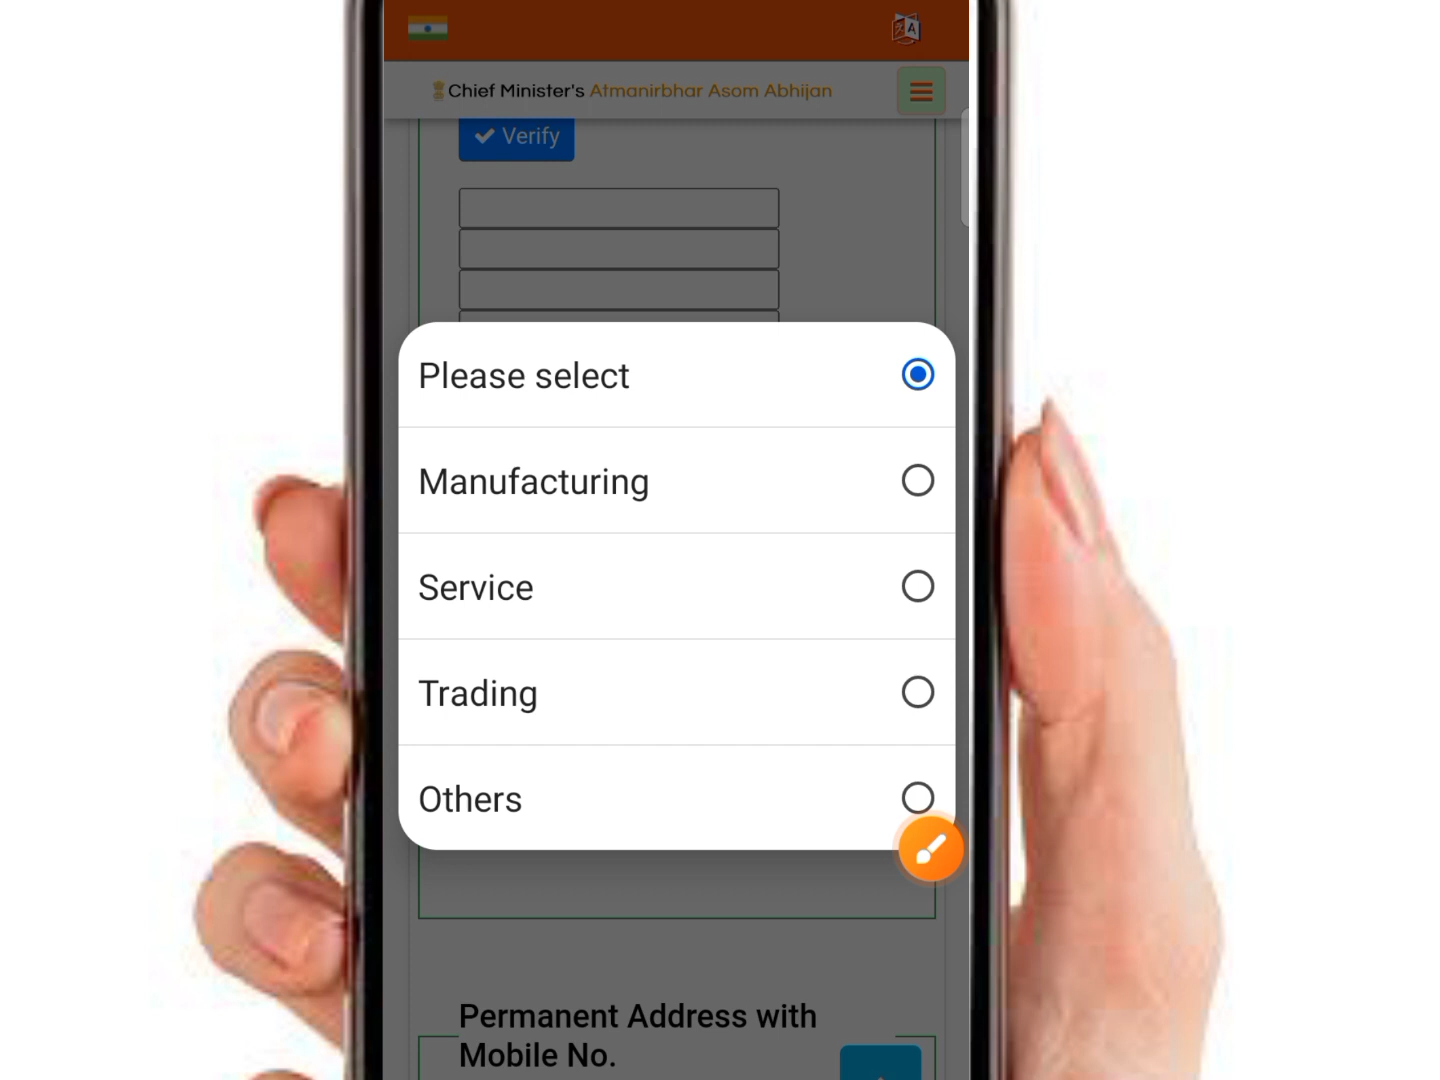 Chief Minister's Atmanirbhar Asom Abhijan
Verify
Please select
Manufacturing
Service
Trading
Others
Permanent Address with
Mobile No.